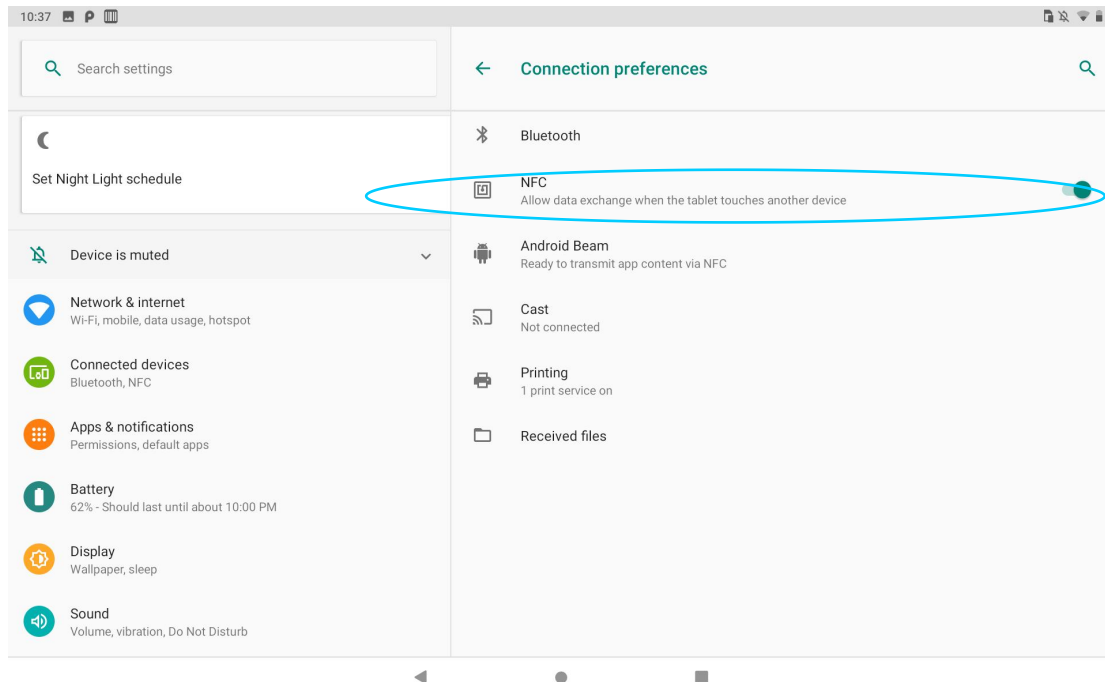 10:37
Search settings
Set Night Light schedule
Device is muted
Network & internet
Wi-Fi, mobile, data usage, hotspot
Connected devices
Bluetooth, NFC
Apps & notifications
Permissions, default apps
Battery
62% - Should last until about 10:00 PM
Display
Wallpaper, sleep
Sound
Volume, vibration, Do Not Disturb
Connection preferences
Bluetooth
NFC
Allow data exchange when the tablet touches another device
Android Beam
Ready to transmit app content via NFC
Cast
Not connected
Printing
1 print service on
Received files